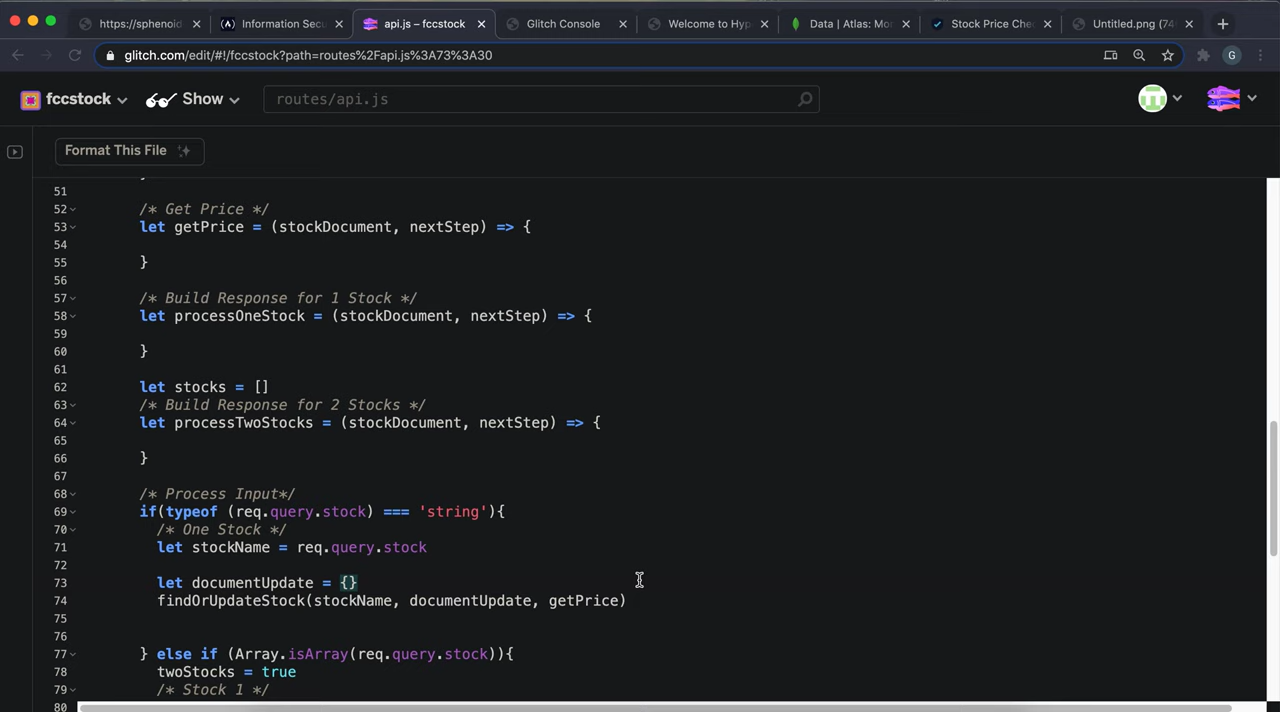 https://sphenoid
Information Secu
api.js – fccstock
Glitch Console
Welcome to Hyp
Data | Atlas: Mon
Stock Price Che
Untitled.png (74
glitch.com/edit/#!/fccstock?path=routes%2Fapi.js%3A73%3A30
G
fccstock
Show
routes/api.js
Format This File
51
52 /* Get Price */
53 let getPrice = (stockDocument, nextStep) => {
54
55 }
56
57 /* Build Response for 1 Stock */
58 let processOneStock = (stockDocument, nextStep) => {
59
60 }
61
62 let stocks = []
63 /* Build Response for 2 Stocks */
64 let processTwoStocks = (stockDocument, nextStep) => {
65
66 }
67
68 /* Process Input*/
69 if(typeof (req.query.stock) === 'string'){
70 /* One Stock */
71 let stockName = req.query.stock
72
73 let documentUpdate = {}
74 findOrUpdateStock(stockName, documentUpdate, getPrice)
75
76
77 } else if (Array.isArray(req.query.stock)){
78 twoStocks = true
79 /* Stock 1 */
80